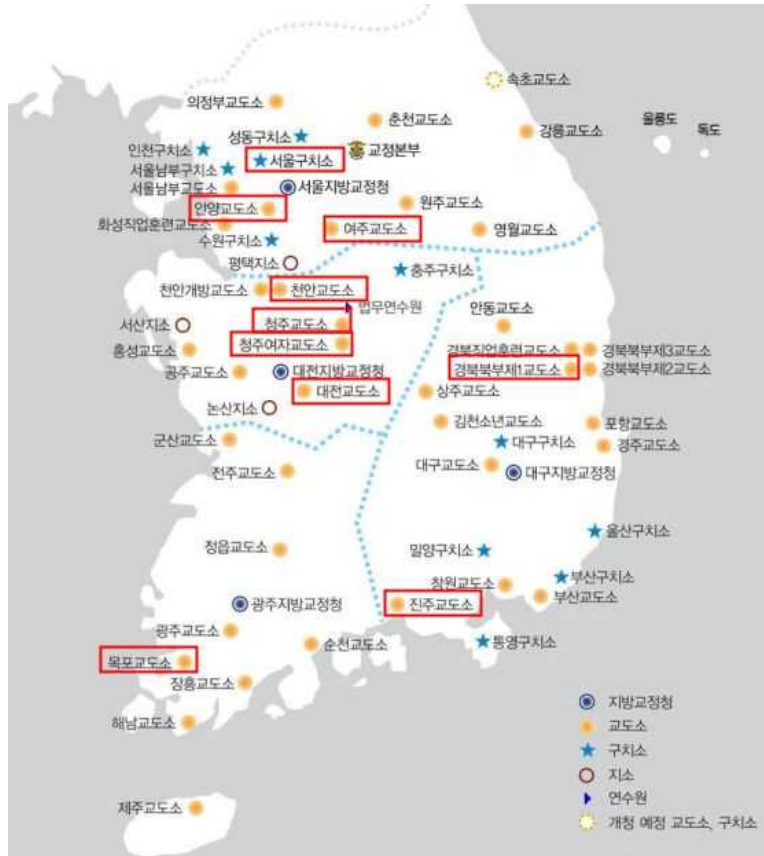 속초교도소
의정부교도소
춘천교도소
강릉교도소
울릉도
독도
성동구치소
인천구치소
교정본부
서울구치소
서울남부구치소
서울남부교도소
서울지방교정청
안양교도소
원주교도소
화성직업훈련교도소
여주교도소
영월교도소
수원구치소
평택지소
충주구치소
천안개방교도소
천안교도소
법무연수원
서산지소
청주교도소
안동교도소
홍성교도소
청주여자교도소
경북직업훈련교도소
경북북부제3교도소
공주교도소
대전지방교정청
경북북부제1교도소
경북북부제2교도소
대전교도소
상주교도소
논산지소
김천소년교도소
포항교도소
군산교도소
대구구치소
경주교도소
전주교도소
대구교도소
대구지방교정청
울산구치소
정읍교도소
밀양구치소
부산구치소
창원교도소
부산교도소
광주지방교정청
진주교도소
광주교도소
순천교도소
통영구치소
목포교도소
장흥교도소
해남교도소
제주교도소
지방교정청
교도소
구치소
지소
연수원
개청 예정 교도소, 구치소